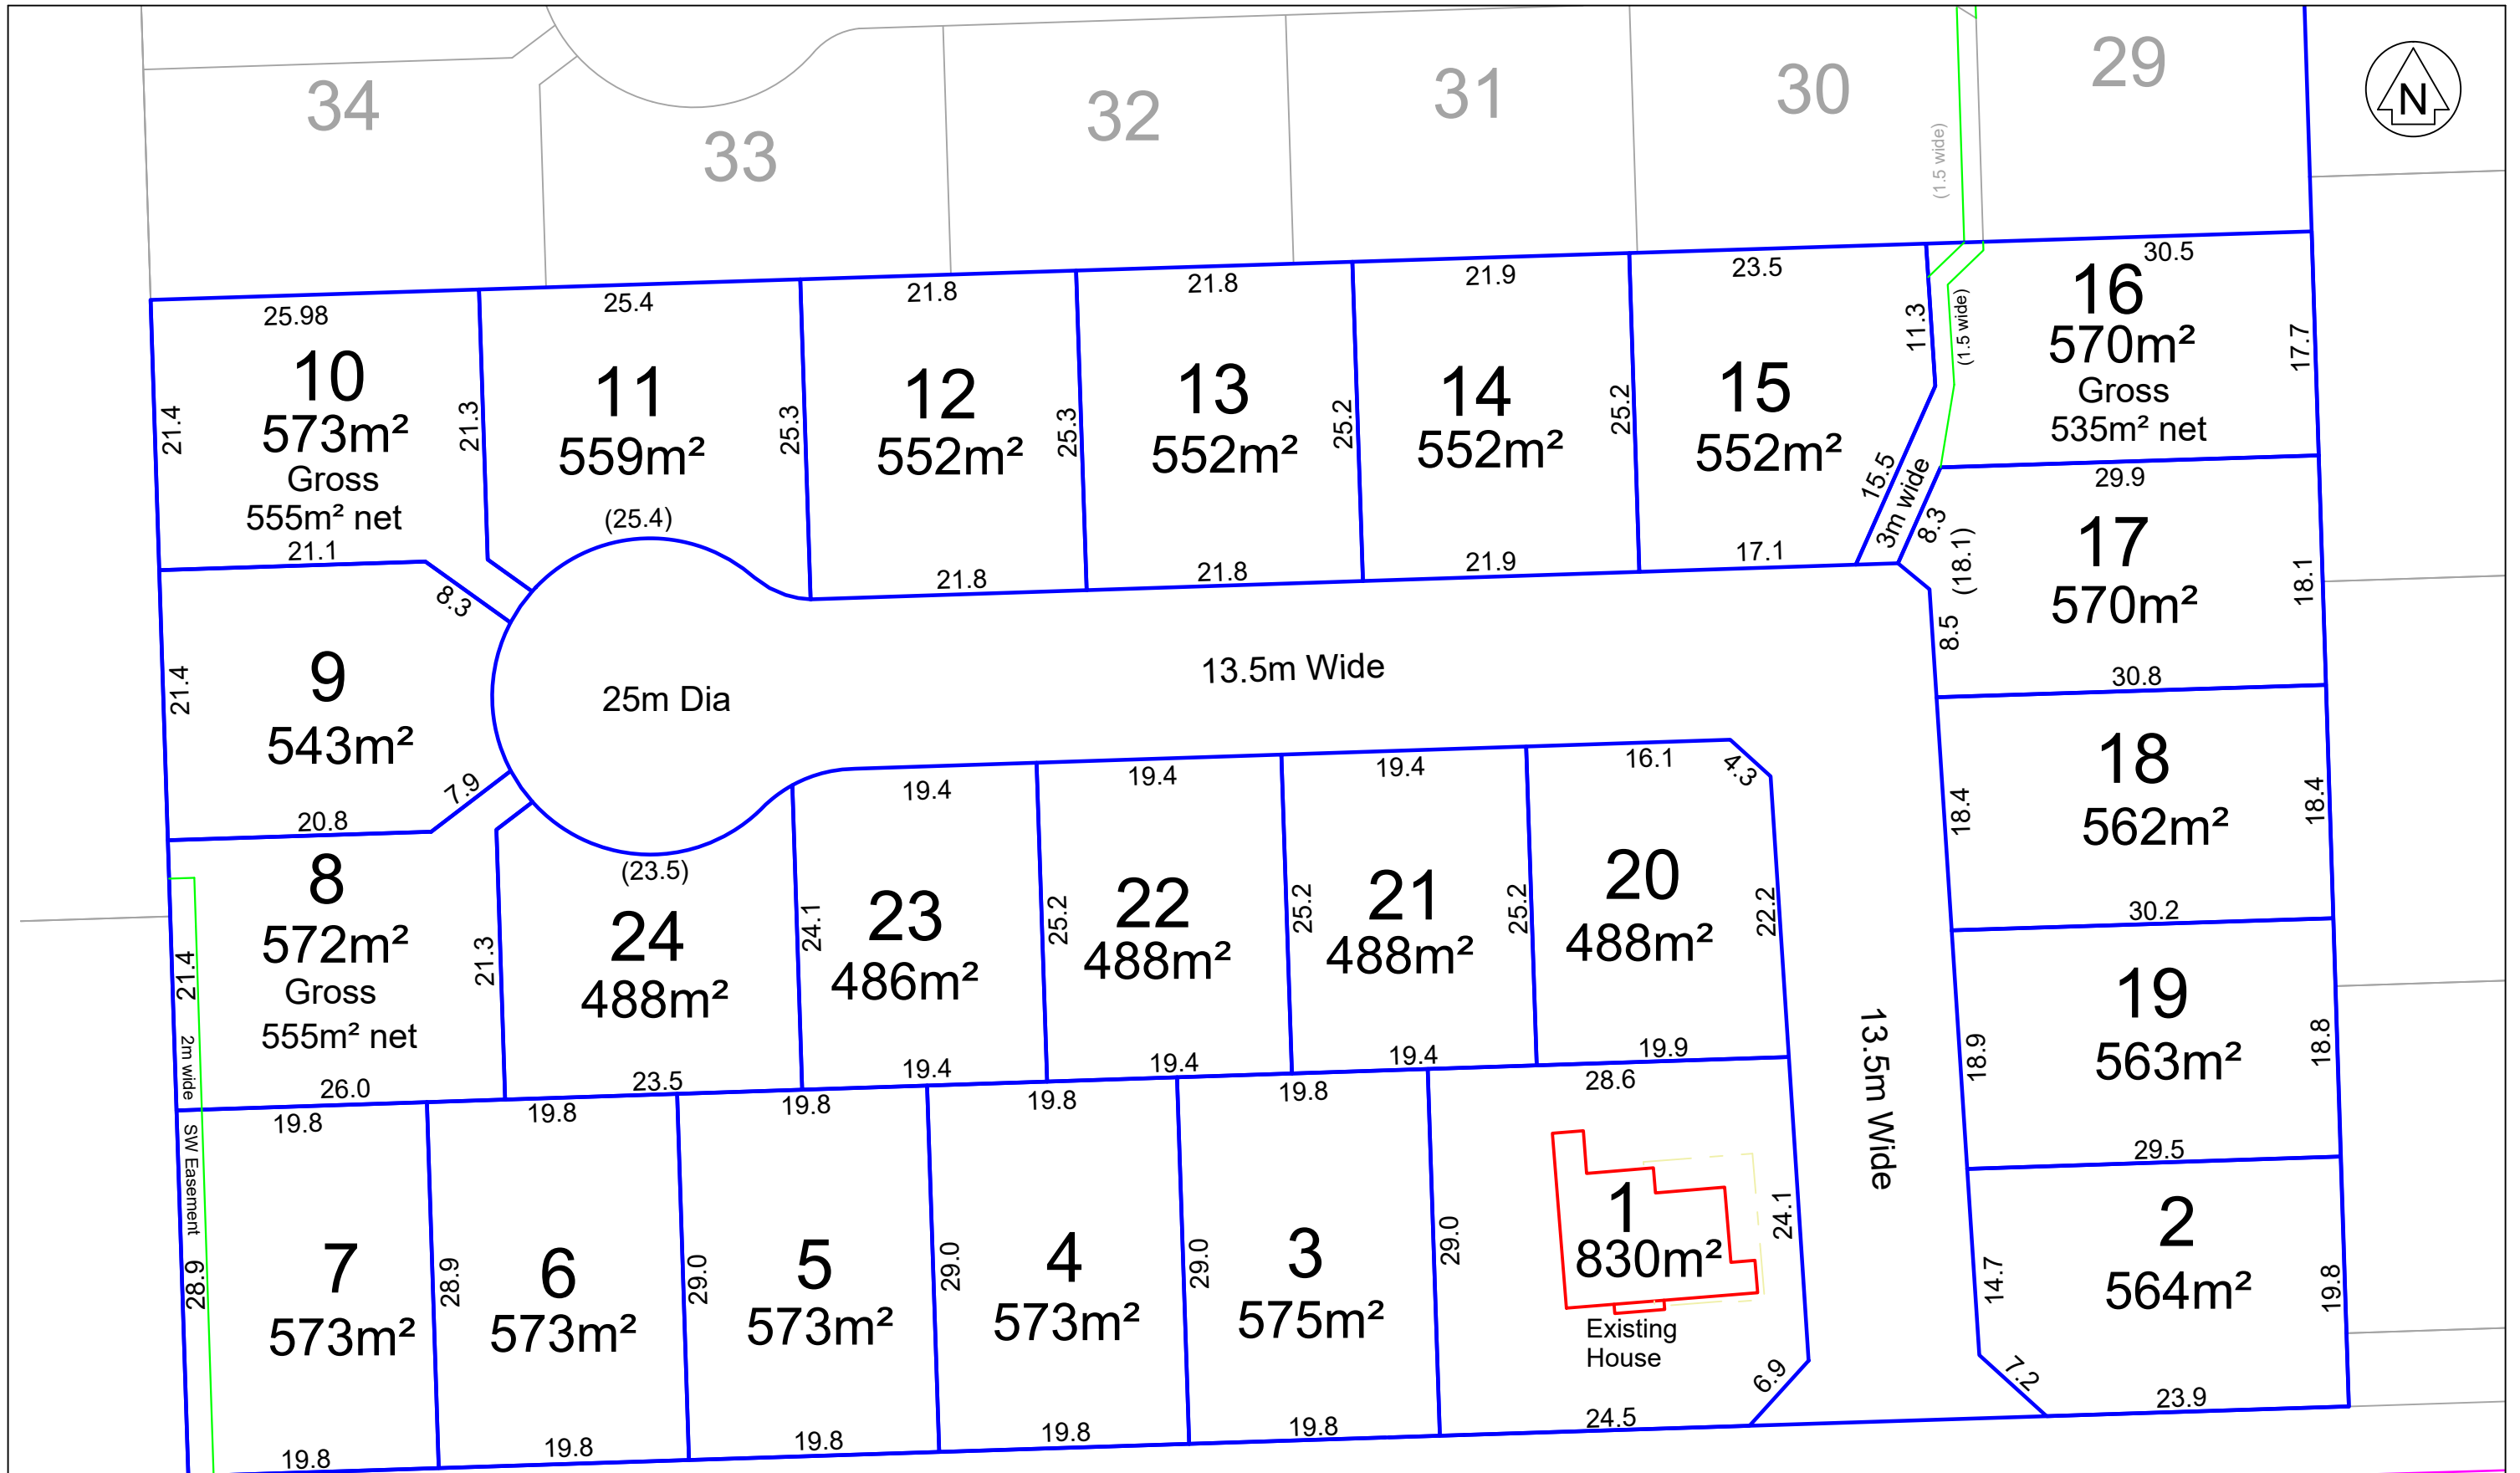 34
33
32
31
30
29
N
(1.5 wide)
25.98
10
573m²
Gross
555m² net
21.4
21.3
21.1
25.4
11
559m²
(25.4)
25.3
21.8
12
552m²
25.3
21.8
21.8
13
552m²
25.2
21.8
21.9
14
552m²
25.2
21.9
23.5
15
552m²
11.3
15.5
17.1
(1.5 wide)
3m wide
30.5
16
570m²
Gross
535m² net
17.7
29.9
17
570m²
8.3
(18.1)
8.5
18.1
30.8
8.3
9
543m²
21.4
7.9
20.8
25m Dia
13.5m Wide
18
562m²
18.4
18.4
30.2
8
572m²
Gross
555m² net
21.4
2m wide
21.3
26.0
(23.5)
24
488m²
23.5
19.4
23
486m²
24.1
19.4
19.4
22
488m²
25.2
19.4
19.4
21
488m²
25.2
25.2
19.4
16.1
4.3
20
488m²
22.2
19.9
13.5m Wide
19
563m²
18.9
18.8
29.5
19.8
7
573m²
SW Easement
28.9
28.9
19.8
19.8
6
573m²
29.0
19.8
19.8
5
573m²
29.0
19.8
19.8
4
573m²
29.0
19.8
19.8
3
575m²
29.0
19.8
28.6
1
830m²
Existing
House
24.1
6.9
24.5
2
564m²
14.7
19.8
7.2
23.9